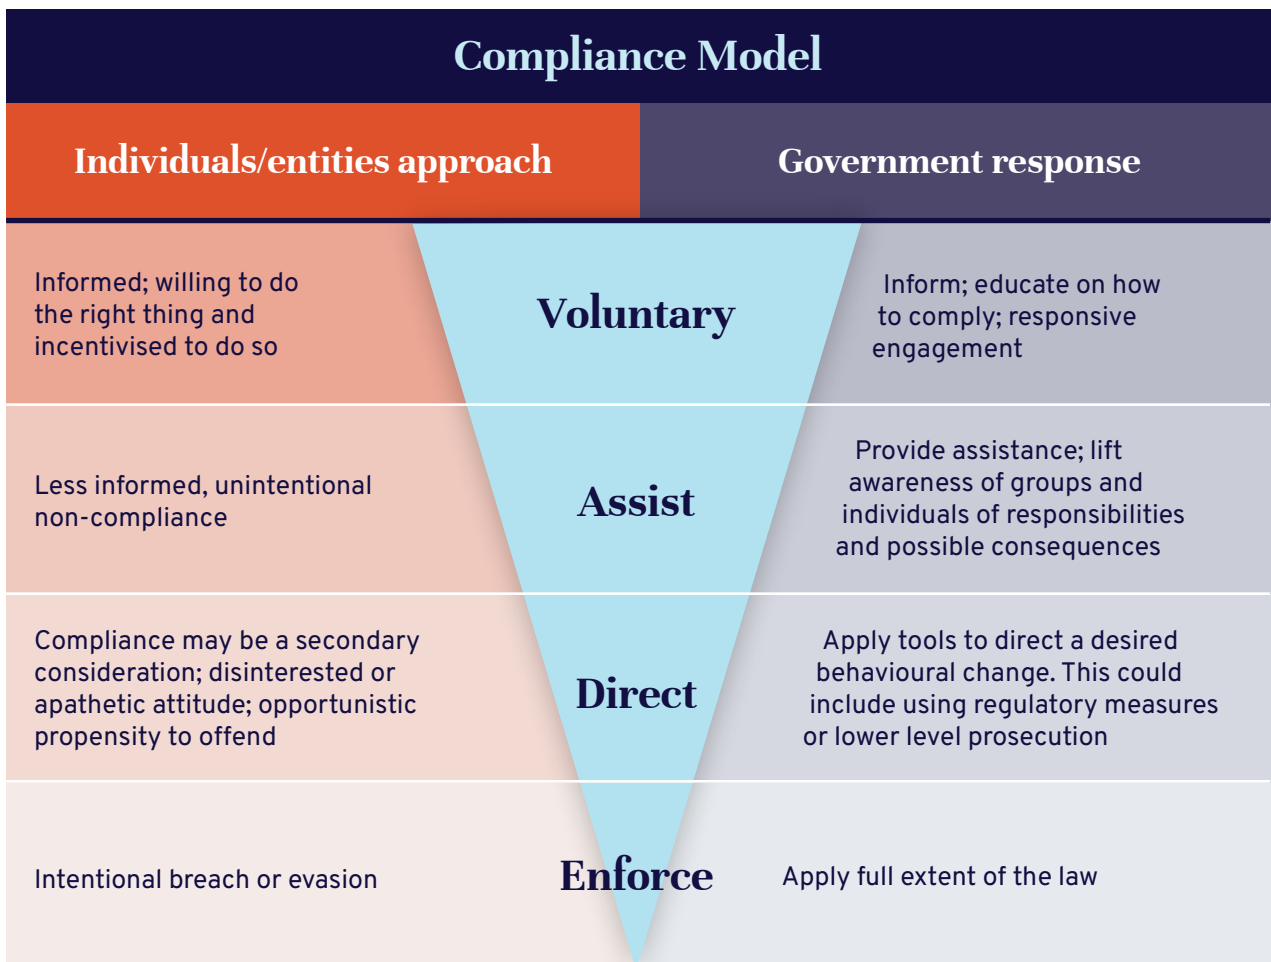 Compliance Model
Individuals/entities approach
Government response
Informed; willing to do
the right thing and
incentivised to do so
Voluntary
Inform; educate on how
to comply; responsive
engagement
Less informed, unintentional
non-compliance
Assist
Provide assistance; lift
awareness of groups and
individuals of responsibilities
and possible consequences
Compliance may be a secondary
consideration; disinterested or
apathetic attitude; opportunistic
propensity to offend
Direct
Apply tools to direct a desired
behavioural change. This could
include using regulatory measures
or lower level prosecution
Intentional breach or evasion
Enforce
Apply full extent of the law